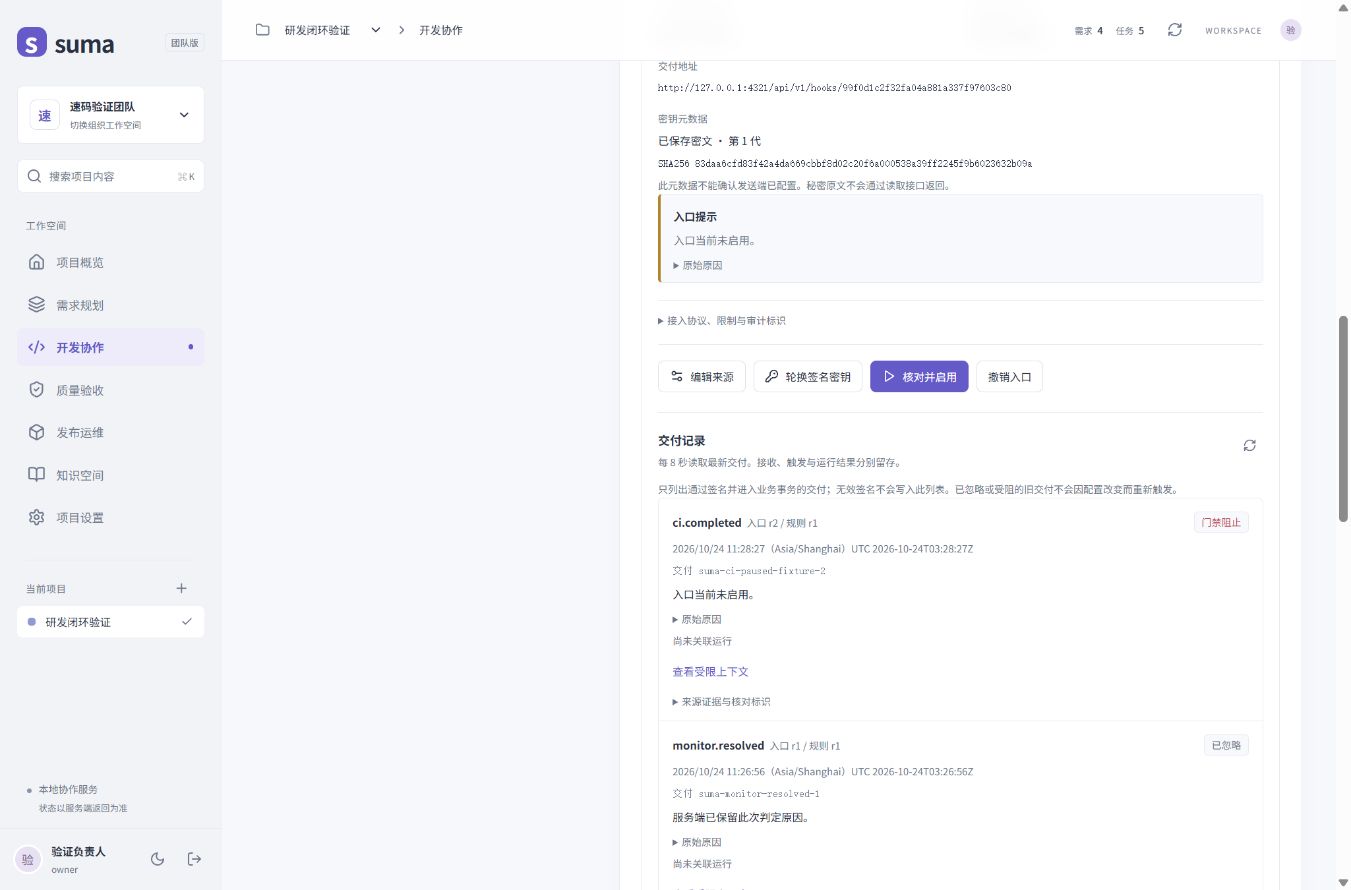 suma
团队版
速
速码验证团队
切换组织工作空间
搜索项目内容
⌘K
工作空间
项目概览
需求规划
开发协作
质量验收
发布运维
知识空间
项目设置
当前项目
研发闭环验证
本地协作服务
状态以服务端返回为准
验
验证负责人
owner
研发闭环验证
开发协作
需求 4 任务 5
WORKSPACE
验
交付地址
http://127.0.0.1:4321/api/v1/hooks/99f0d1c2f32fa04a881a337f97603c80
密钥元数据
已保存密文 · 第 1 代
SHA256 83daa6cfd83f42a4da669cbbf8d02c20f6a000538a39ff2245f9b6023632b09a
此元数据不能确认发送端已配置。秘密原文不会通过读取接口返回。
入口提示
入口当前未启用。
原始原因
接入协议、限制与审计标识
编辑来源
轮换签名密钥
核对并启用
撤销入口
交付记录
每 8 秒读取最新交付。接收、触发与运行结果分别留存。
只列出通过签名并进入业务事务的交付；无效签名不会写入此列表。已忽略或受阻的旧交付不会因配置改变而重新触发。
ci.completed 入口 r2 / 规则 r1
门禁阻止
2026/10/24 11:28:27（Asia/Shanghai）UTC 2026-10-24T03:28:27Z
交付 suma-ci-paused-fixture-2
入口当前未启用。
原始原因
尚未关联运行
查看受限上下文
来源证据与核对标识
monitor.resolved 入口 r1 / 规则 r1
已忽略
2026/10/24 11:26:56（Asia/Shanghai）UTC 2026-10-24T03:26:56Z
交付 suma-monitor-resolved-1
服务端已保留此次判定原因。
原始原因
尚未关联运行